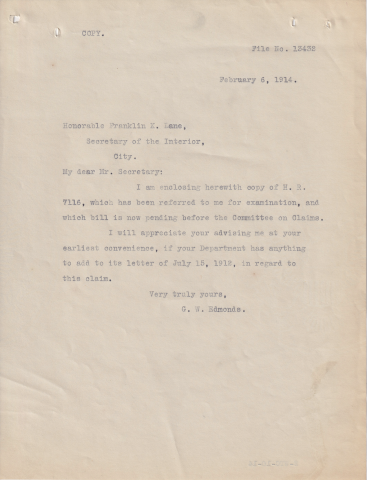 COPY.
File No. 13439
February 6, 1914.
Honorable Franklin K. Lane,
Secretary of the Interior,
City.
My dear Mr. Secretary:
I am enclosing herewith copy of H. R.
7116, which has been referred to me for examination, and
which bill is now pending before the Committee on Claims.
I will appreciate your advising me at your
earliest convenience, if your Department has anything
to add to its letter of July 18, 1912, in regard to
this claim.
Very truly yours,
G. W. Edmonds.